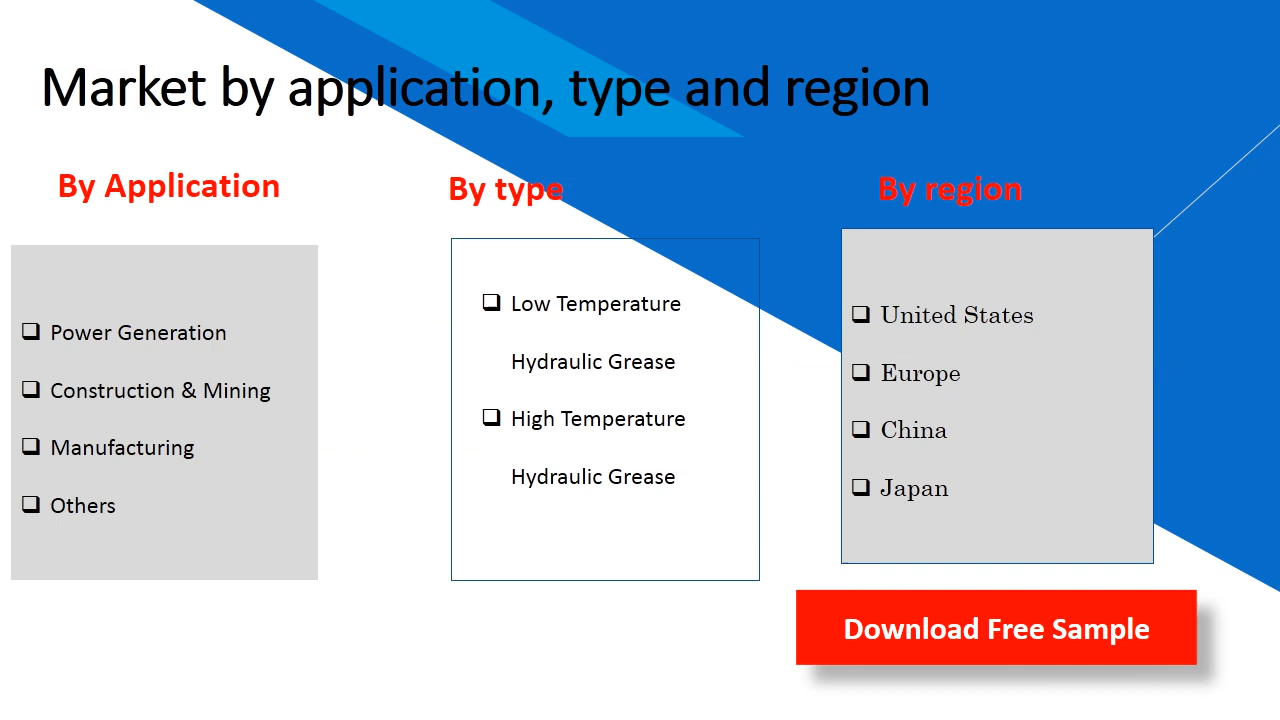 Market by application, type and region
By Application
Power Generation
Construction & Mining
Manufacturing
Others
By type
Low Temperature
Hydraulic Grease
High Temperature
Hydraulic Grease
By region
United States
Europe
China
Japan
Download Free Sample